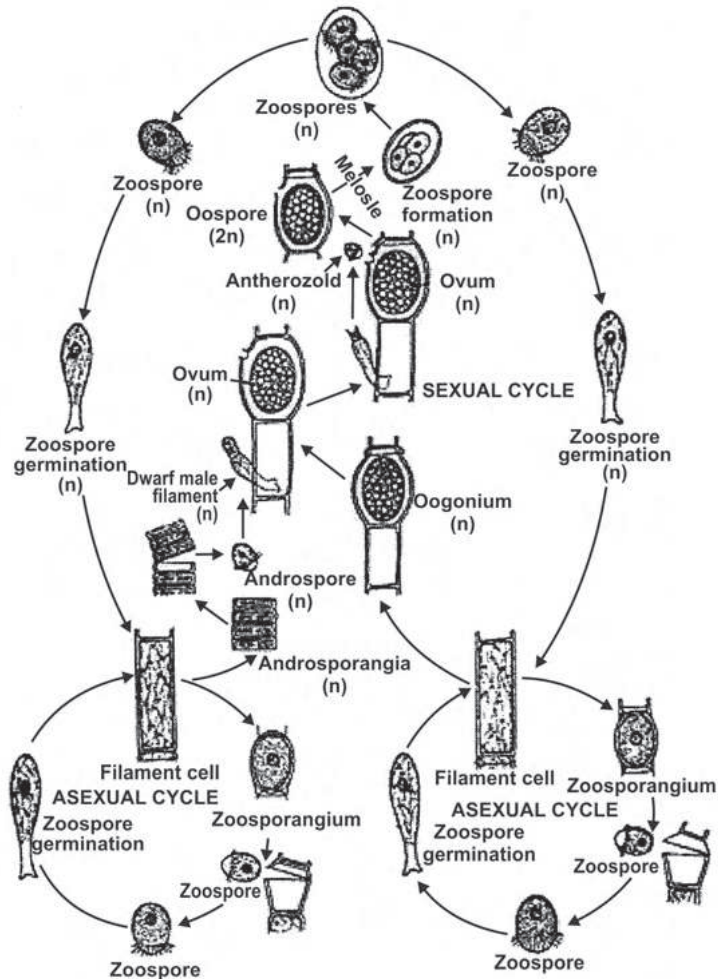 Zoospores
(n)
Zoospore
(n)
Zoospore
(n)
Meiosie
Zoospore
formation
(n)
Oospore
(2n)
Antherozoid
(n)
Ovum
(n)
Ovum
(n)
SEXUAL CYCLE
Zoospore
germination
(n)
Zoospore
germination
(n)
Dwarf male
filament
(n)
Oogonium
(n)
Androspore
(n)
Androsporangia
(n)
Filament cell
ASEXUAL CYCLE
Zoospore
germination
Zoosporangium
Zoospore
Zoospore
Filament cell
Zoosporangium
ASEXUAL CYCLE
Zoospore
germination
Zoospore
Zoospore